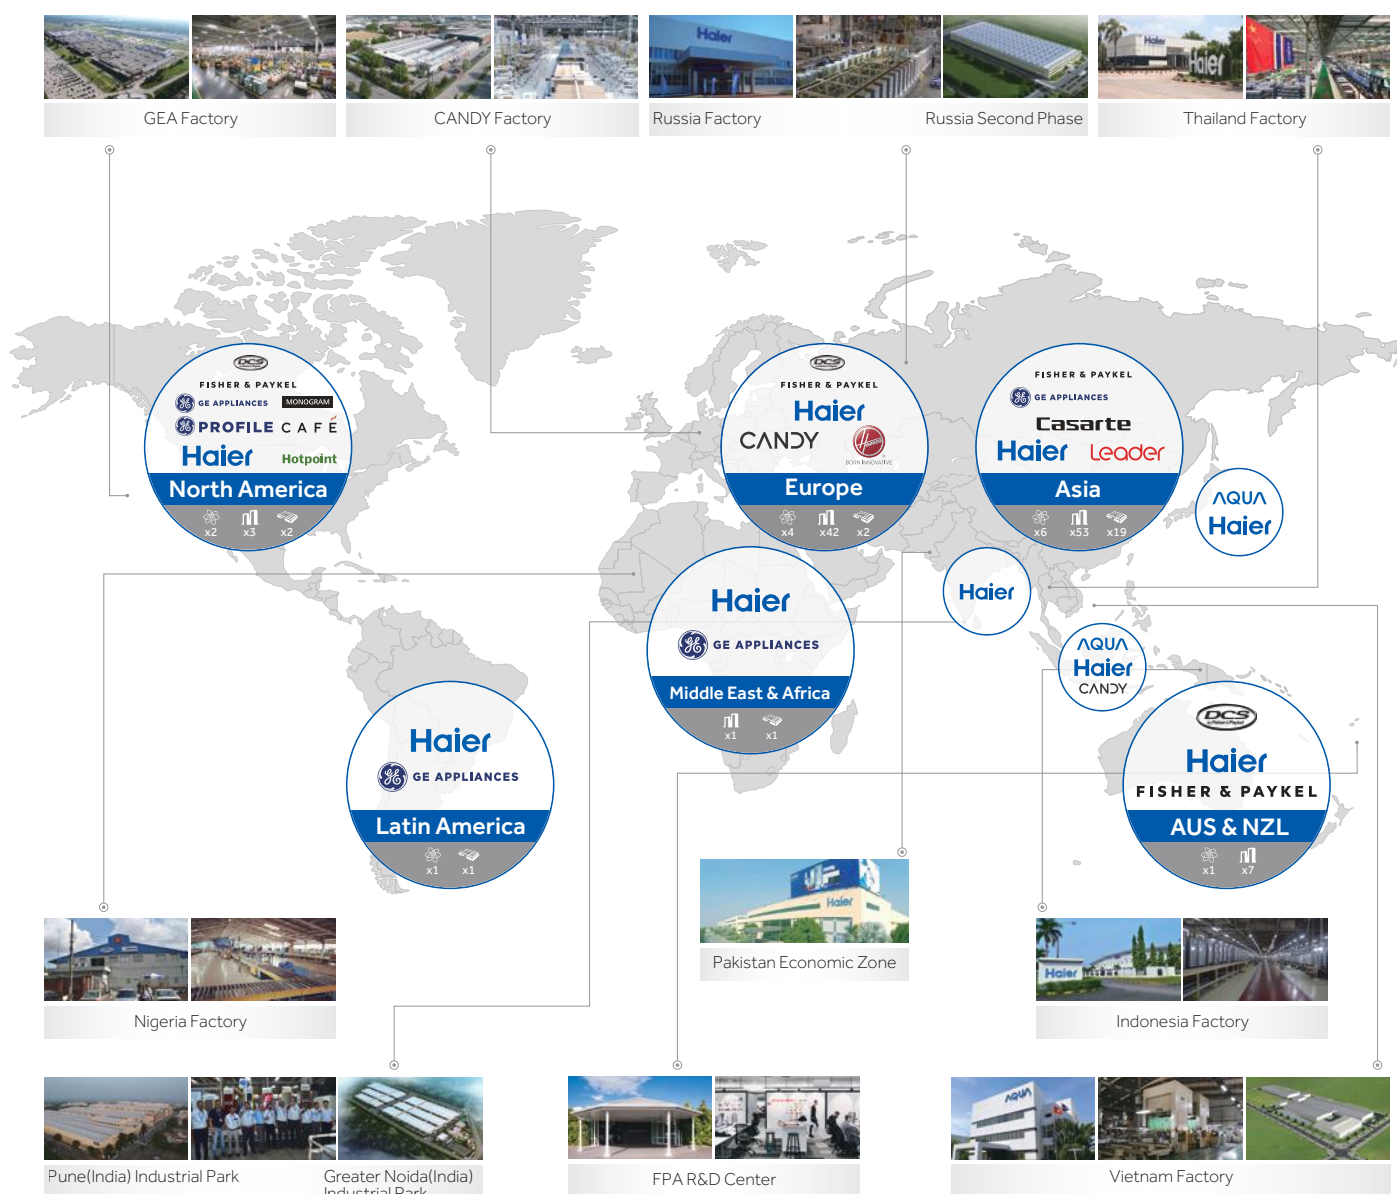 Haier
Haier
Haier
GEA Factory
CANDY Factory
Russia Factory
Russia Second Phase
Thailand Factory
DCS
FISHER & PAYKEL
GE APPLIANCES
MONOGRAM
PROFILE
CAFÉ
Haier
Hotpoint
North America
x2
x3
x2
DCS
FISHER & PAYKEL
Haier
CANDY
Hoover
BORN INNOVATIVE
Europe
x4
x42
x2
FISHER & PAYKEL
GE APPLIANCES
Casarte
Haier
Leader
Asia
x6
x53
x19
AQUA
Haier
Haier
Haier
GE APPLIANCES
Middle East & Africa
x1
x1
AQUA
Haier
CANDY
Haier
GE APPLIANCES
Latin America
x1
x1
DCS
Haier
FISHER & PAYKEL
AUS & NZL
x1
x7
Haier
Pakistan Economic Zone
Nigeria Factory
Haier
Indonesia Factory
Pune(India) Industrial Park
Greater Noida(India)
Industrial Park
FPA R&D Center
AQUA
Vietnam Factory